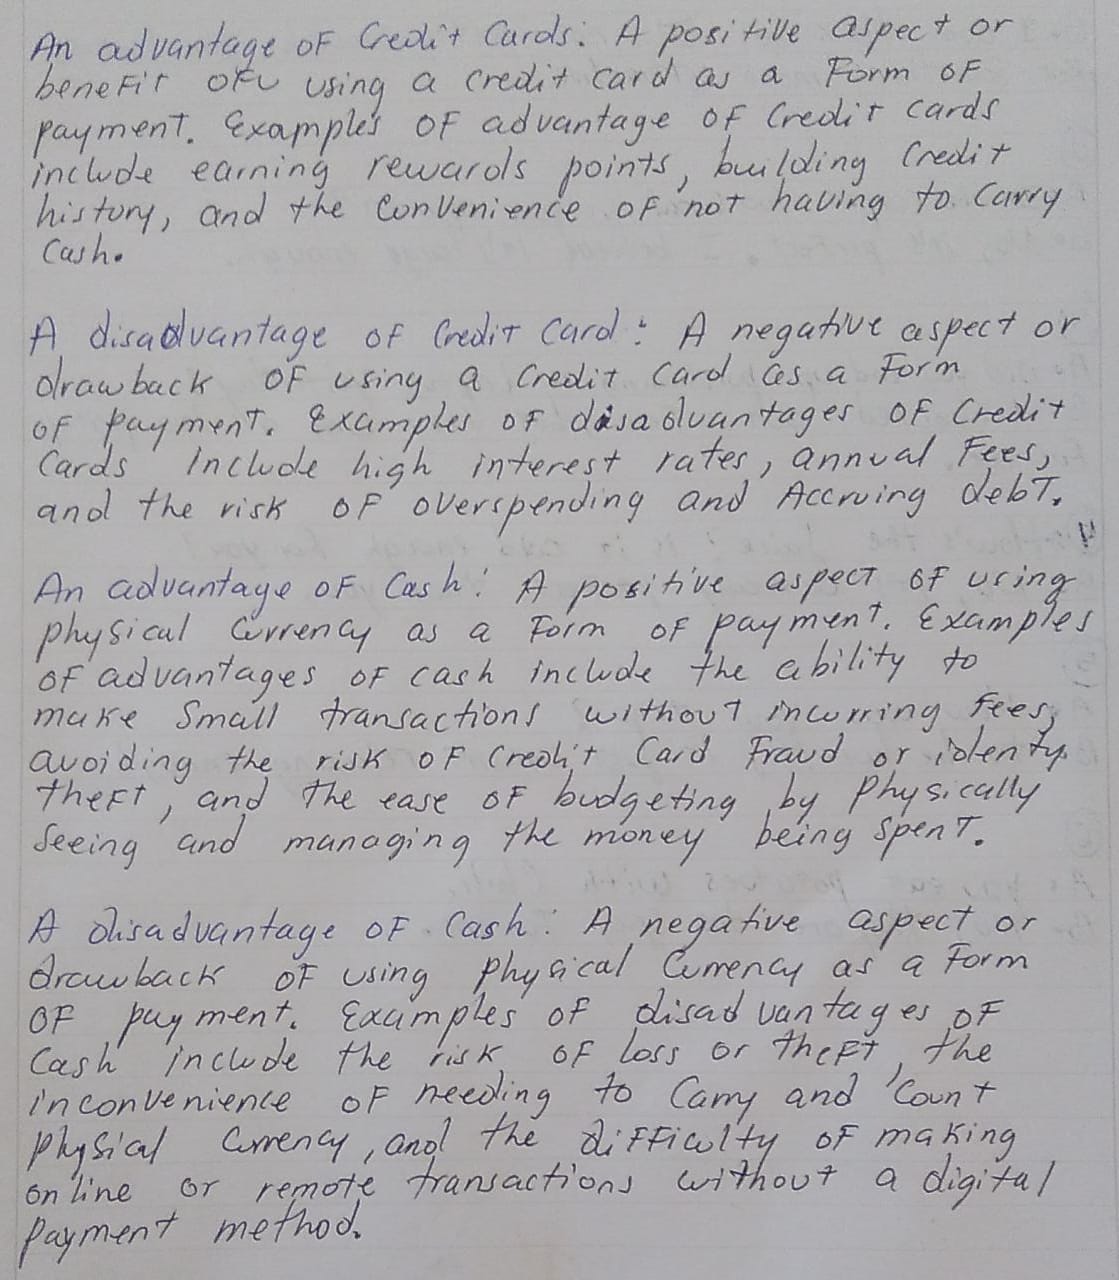 An advantage of Credit Cards: A positive aspect or
benefit of using a credit card as a Form of
payment. Examples of advantage of Credit cards
include earning rewards points, building Credit
history, and the Convenience of not having to Carry
Cash.
A disadvantage of Credit Card: A negative aspect or
drawback of using a Credit Card as a Form
of payment. Examples of disadvantages of Credit
Cards Include high interest rates, annual Fees,
and the risk of overspending and Accruing debt.
An advantage of Cash: A positive aspect of using
physical Currency as a Form of payment. Examples
of advantages of cash include the ability to
make Small transactions without incurring fees,
avoiding the risk of Credit Card Fraud or identy
theft, and the ease of budgeting by Physically
Seeing and managing the money being Spent.
A disadvantage of Cash: A negative aspect or
drawback of using Physical Currency as a Form
of payment. Examples of disadvantages of
Cash include the risk of loss or theft, the
inconvenience of needing to Carry and Count
Physical Currency, and the difficulty of making
online or remote transactions without a digital
Payment method.